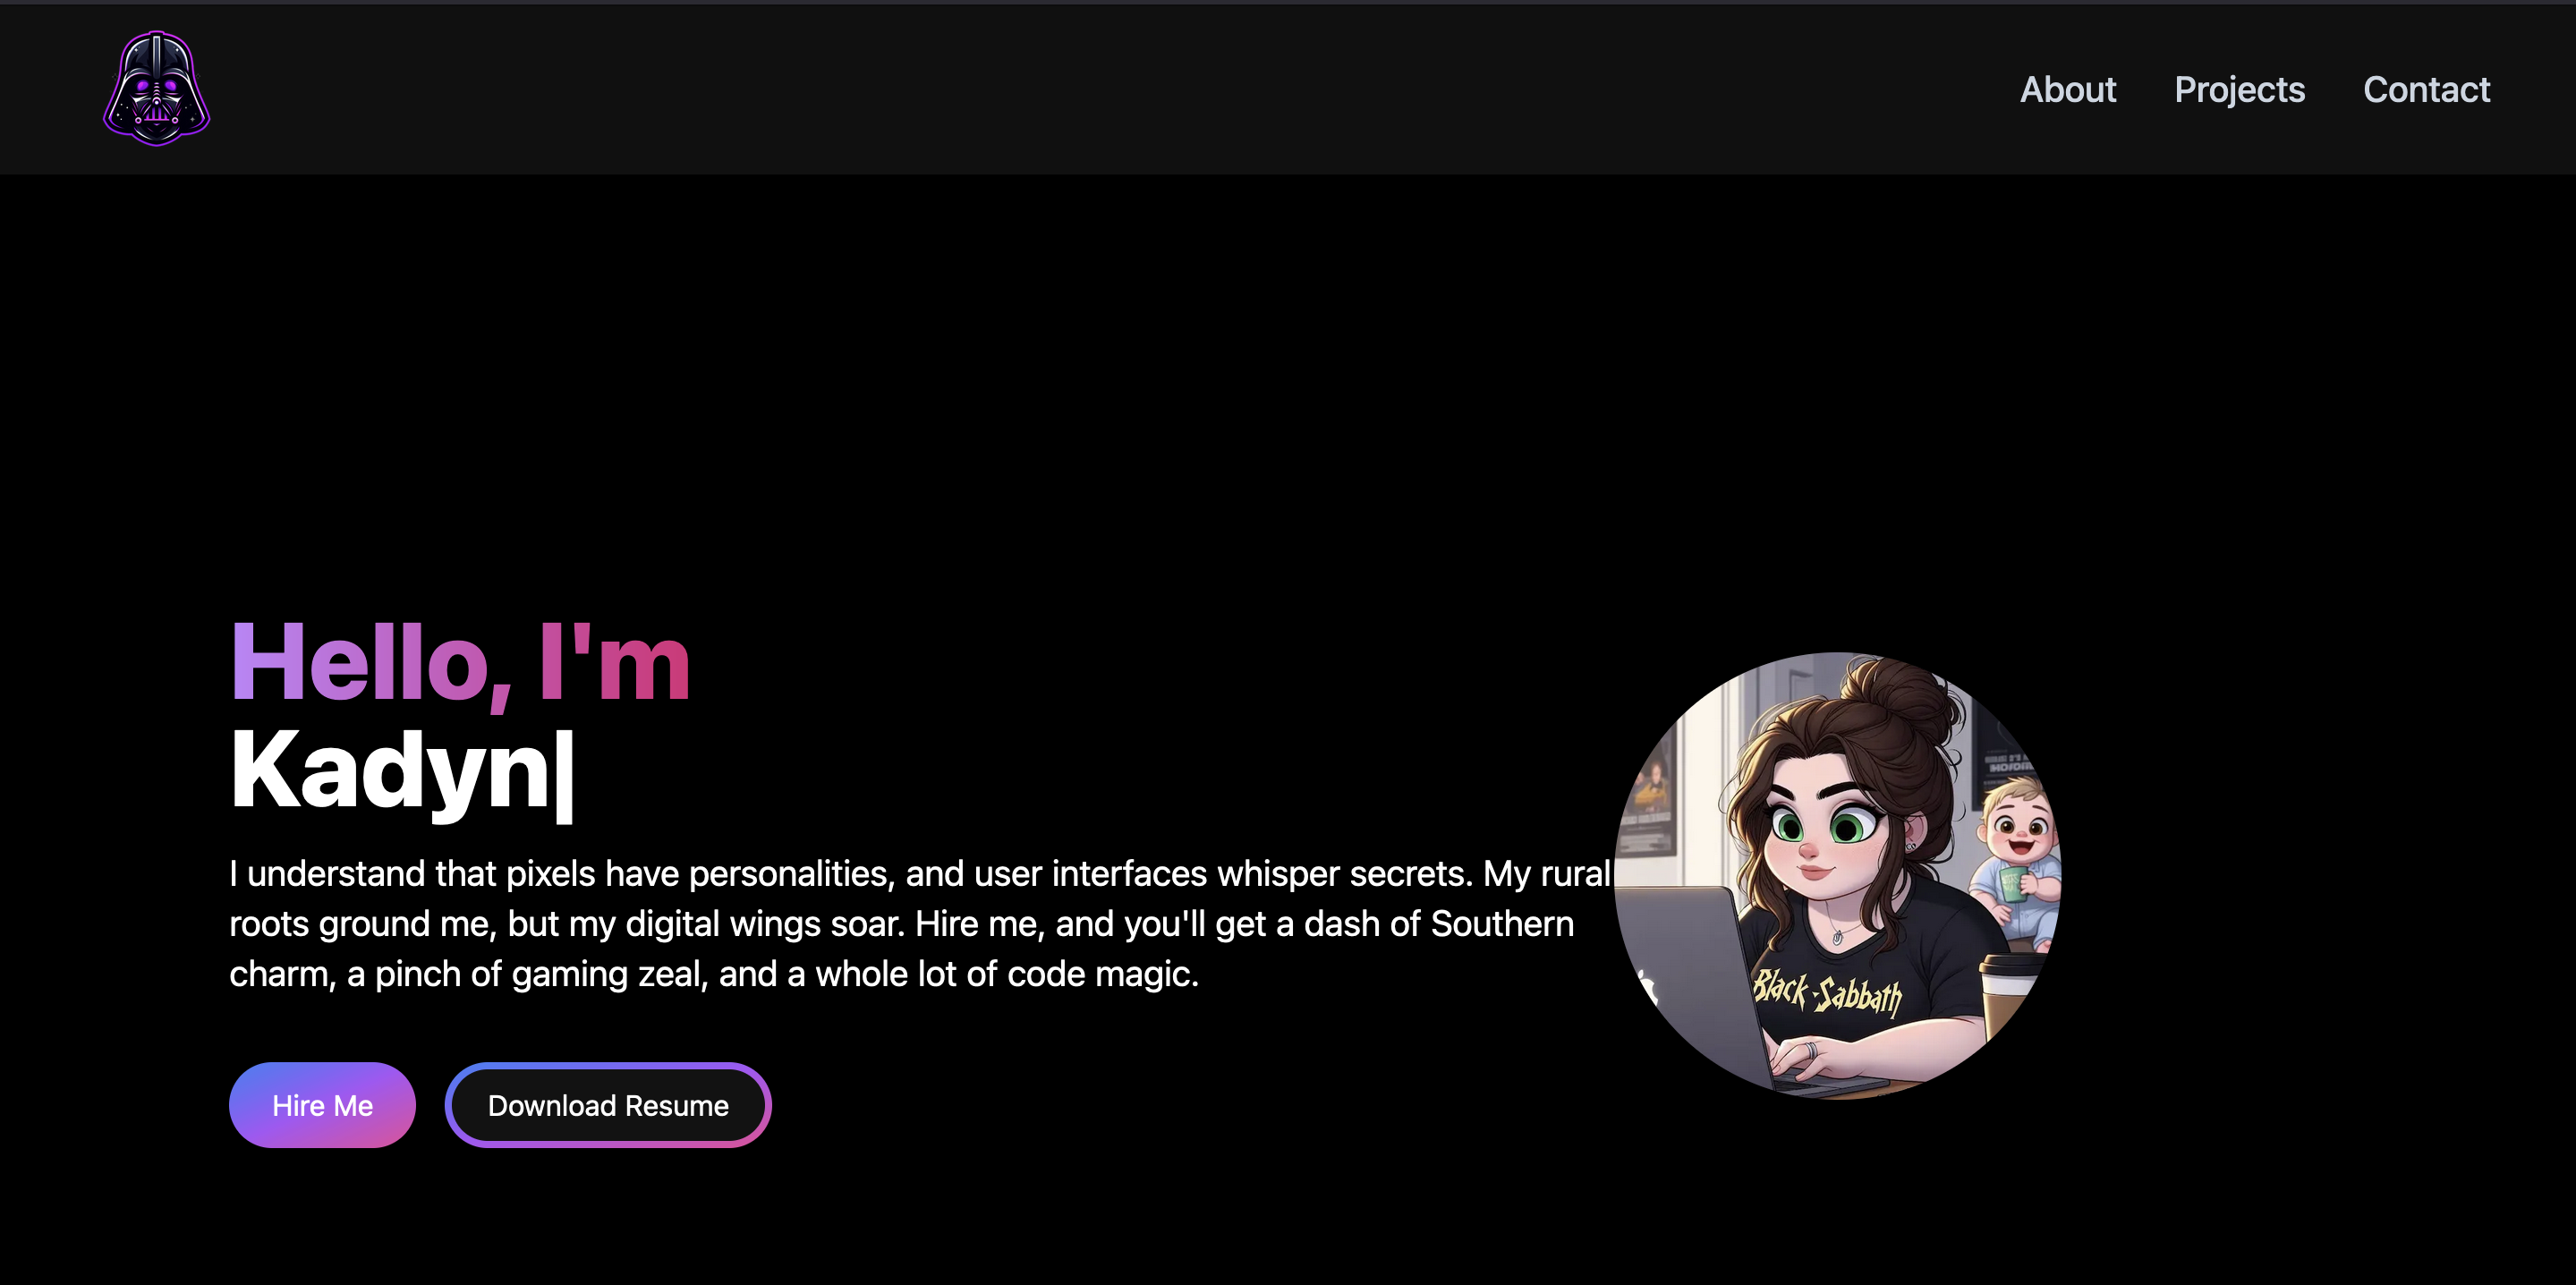 About Projects Contact
Hello, I'm
Kadyn|
I understand that pixels have personalities, and user interfaces whisper secrets. My rural
roots ground me, but my digital wings soar. Hire me, and you'll get a dash of Southern
charm, a pinch of gaming zeal, and a whole lot of code magic.
Black Sabbath
Hire Me
Download Resume